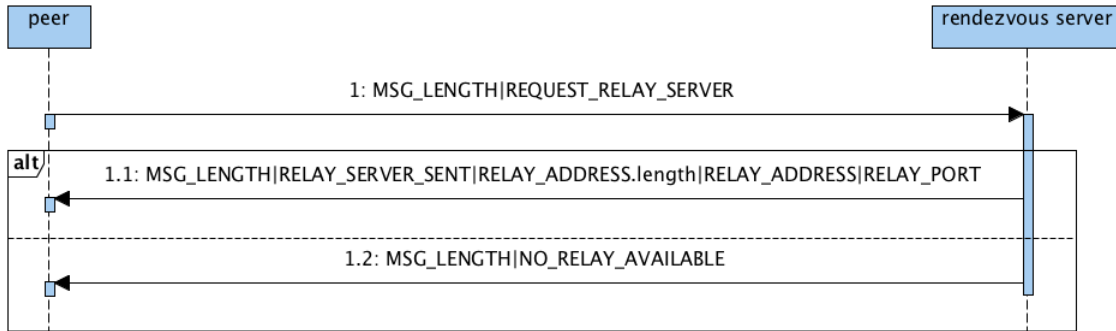 peer
rendezvous server
1: MSG_LENGTH|REQUEST_RELAY_SERVER
alt
1.1: MSG_LENGTH|RELAY_SERVER_SENT|RELAY_ADDRESS.length|RELAY_ADDRESS|RELAY_PORT
1.2: MSG_LENGTH|NO_RELAY_AVAILABLE